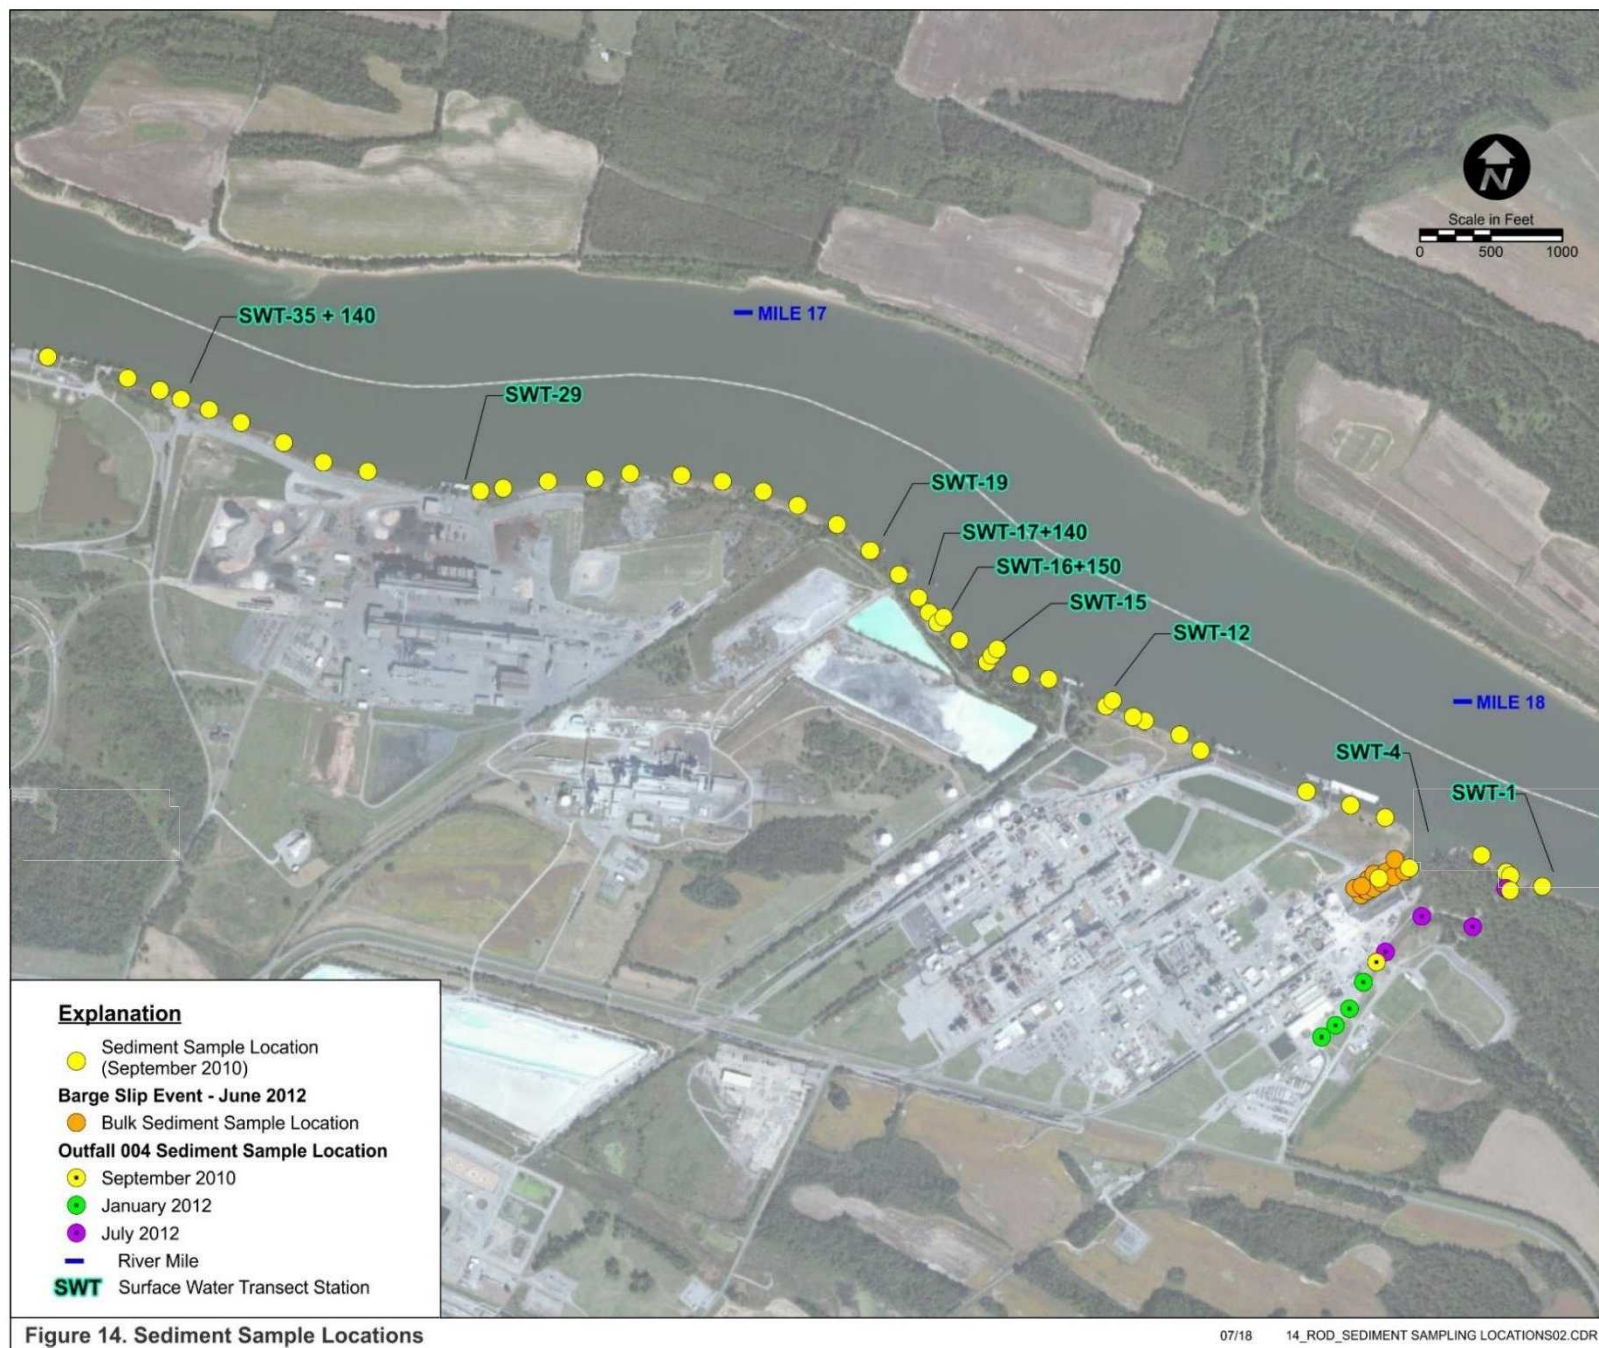 N
Scale in Feet
0 500 1000
SWT-35 + 140
MILE 17
SWT-29
SWT-19
SWT-17+140
SWT-16+150
SWT-15
SWT-12
MILE 18
SWT-4
SWT-1
Explanation
Sediment Sample Location
(September 2010)
Barge Slip Event - June 2012
Bulk Sediment Sample Location
Outfall 004 Sediment Sample Location
September 2010
January 2012
July 2012
River Mile
SWT Surface Water Transect Station
Figure 14. Sediment Sample Locations
07/18 14_ROD_SEDIMENT SAMPLING LOCATIONS02.CDR